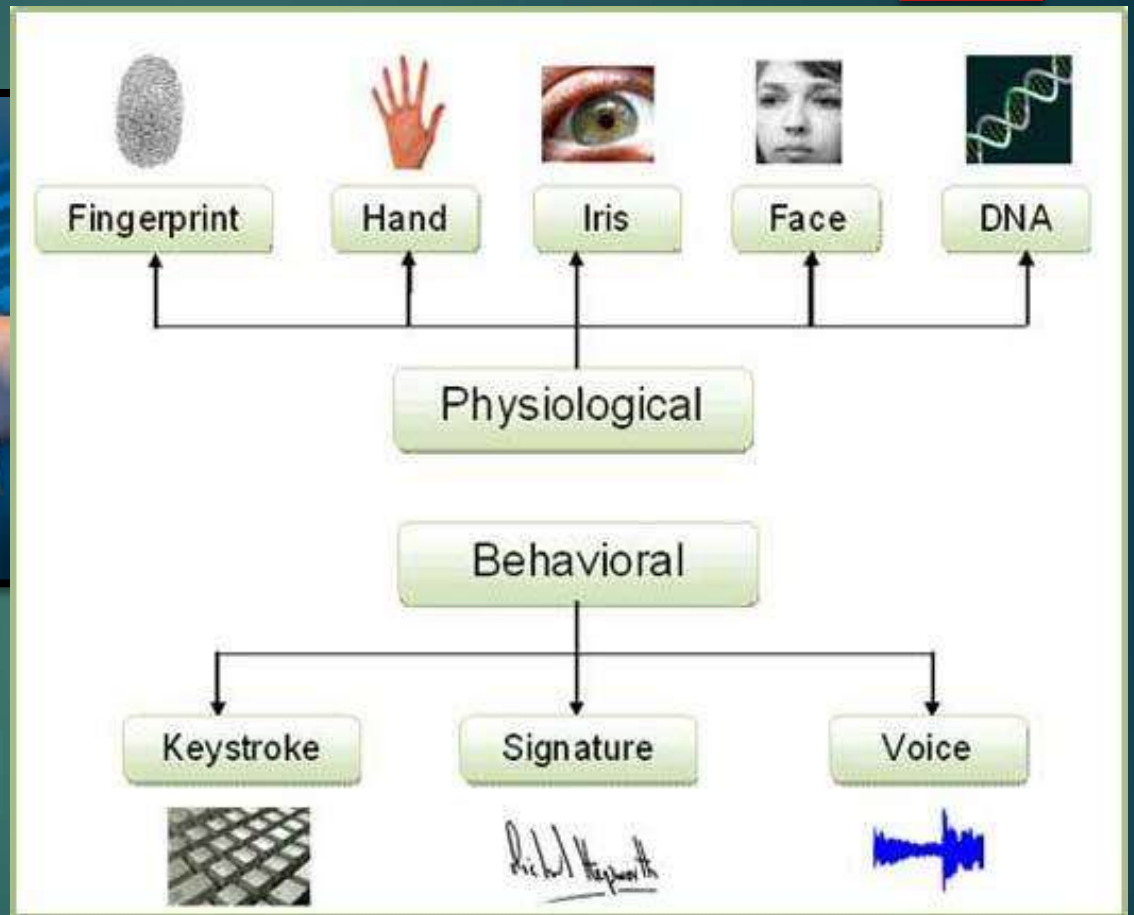 Fingerprint
Hand
Iris
Face
DNA
Physiological
Behavioral
Keystroke
Signature
Voice